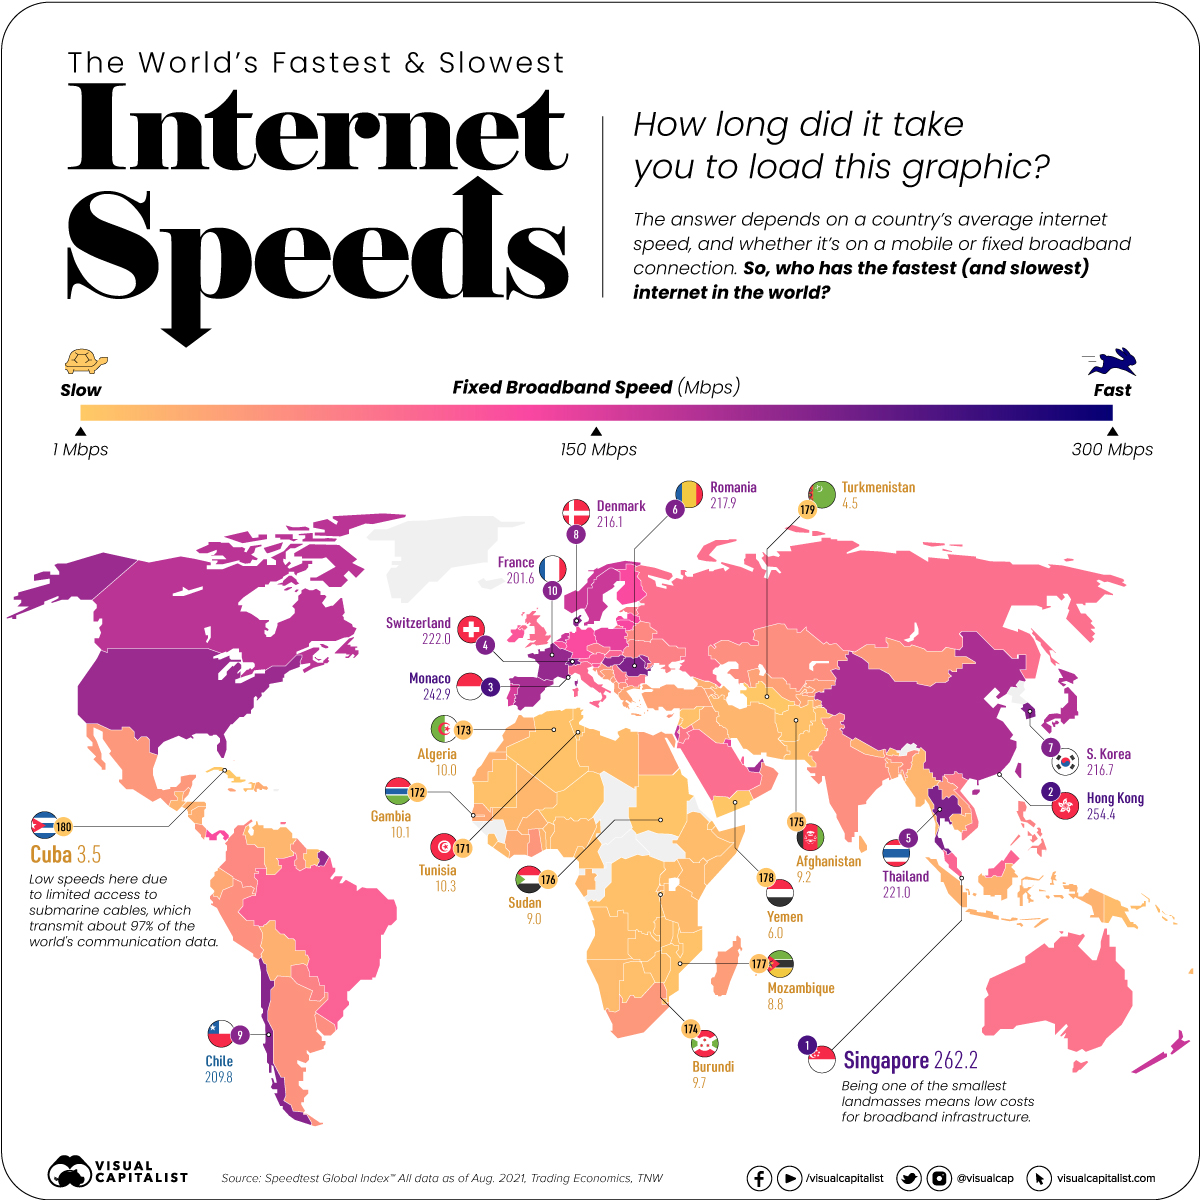 The World's Fastest & Slowest
Internet
Speeds
How long did it take
you to load this graphic?
The answer depends on a country's average internet
speed, and whether it's on a mobile or fixed broadband
connection. So, who has the fastest (and slowest)
internet in the world?
Slow
Fixed Broadband Speed (Mbps)
Fast
1 Mbps
150 Mbps
300 Mbps
Romania
217.9
6
Turkmenistan
4.5
179
Denmark
216.1
8
France
201.6
10
Switzerland
222.0
4
Monaco
242.9
3
173
Algeria
10.0
172
Gambia
10.1
171
Tunisia
10.3
176
Sudan
9.0
180
Cuba 3.5
Low speeds here due
to limited access to
submarine cables, which
transmit about 97% of the
world's communication data.
7
S. Korea
216.7
2
Hong Kong
254.4
5
Thailand
221.0
175
Afghanistan
9.2
178
Yemen
6.0
177
Mozambique
8.8
174
Burundi
9.7
9
Chile
209.8
1
Singapore 262.2
Being one of the smallest
landmasses means low costs
for broadband infrastructure.
VISUAL
CAPITALIST
Source: Speedtest Global Index™ All data as of Aug. 2021, Trading Economics, TNW
/visualcapitalist
@visualcap
visualcapitalist.com